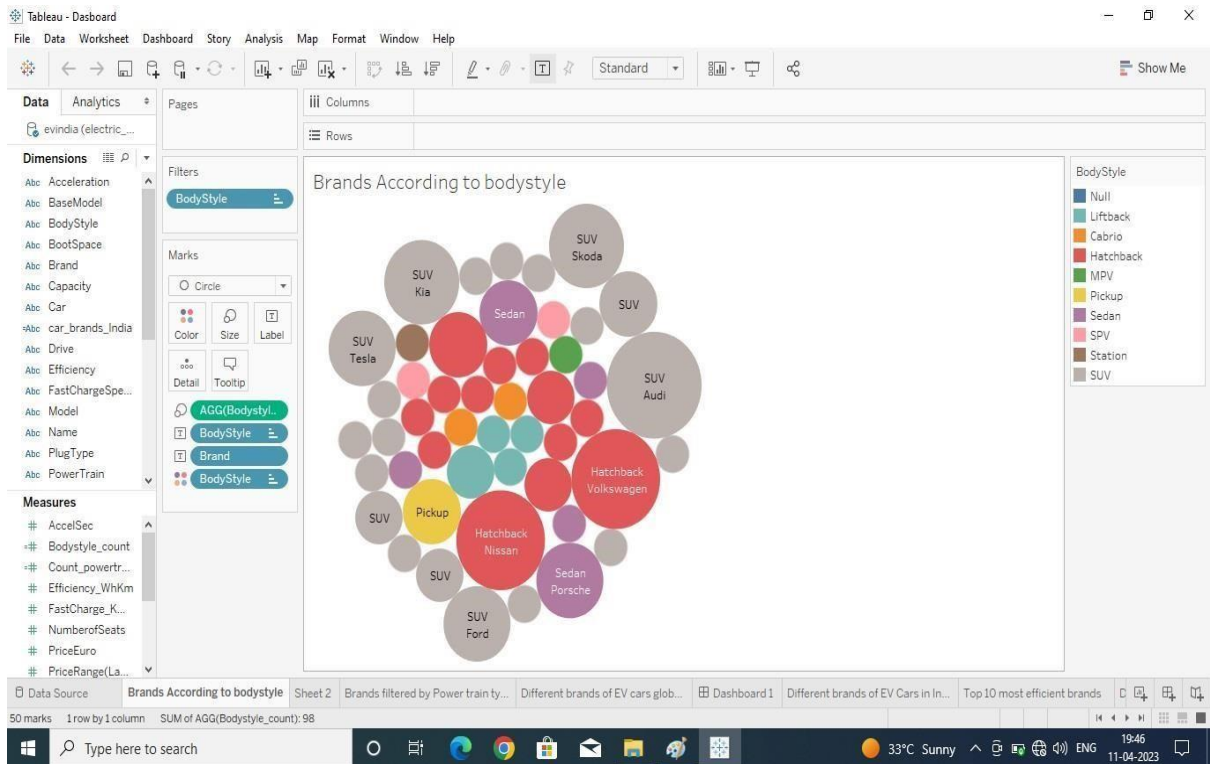 Tableau - Dasboard
File Data Worksheet Dashboard Story Analysis Map Format Window Help
Standard
Show Me
Data Analytics
Pages
Columns
evindia (electric_...
Rows
Dimensions
Filters
BodyStyle
Abc Acceleration
Abc BaseModel
Abc BodyStyle
Abc BootSpace
Abc Brand
Abc Capacity
Abc Car
=Abc car_brands_India
Abc Drive
Abc Efficiency
Abc FastChargeSpe...
Abc Model
Abc Name
Abc PlugType
Abc PowerTrain
Measures
# AccelSec
=# Bodystyle_count
=# Count_powertr...
# Efficiency_WhKm
# FastCharge_K...
# NumberofSeats
# PriceEuro
# PriceRange(La...
Marks
Circle
Color Size Label
Detail Tooltip
AGG(Bodystyl..
BodyStyle
Brand
BodyStyle
Brands According to bodystyle
SUV
Skoda
SUV
Kia
SUV
Sedan
SUV
Tesla
SUV
Audi
Hatchback
Volkswagen
Pickup
SUV
Hatchback
Nissan
SUV
Sedan
Porsche
SUV
Ford
BodyStyle
Null
Liftback
Cabrio
Hatchback
MPV
Pickup
Sedan
SPV
Station
SUV
Data Source Brands According to bodystyle Sheet 2 Brands filtered by Power train ty... Different brands of EV cars glob... Dashboard 1 Different brands of EV Cars in In... Top 10 most efficient brands D
50 marks 1 row by 1 column SUM of AGG(Bodystyle_count): 98
Type here to search
33°C Sunny ENG
19:46
11-04-2023